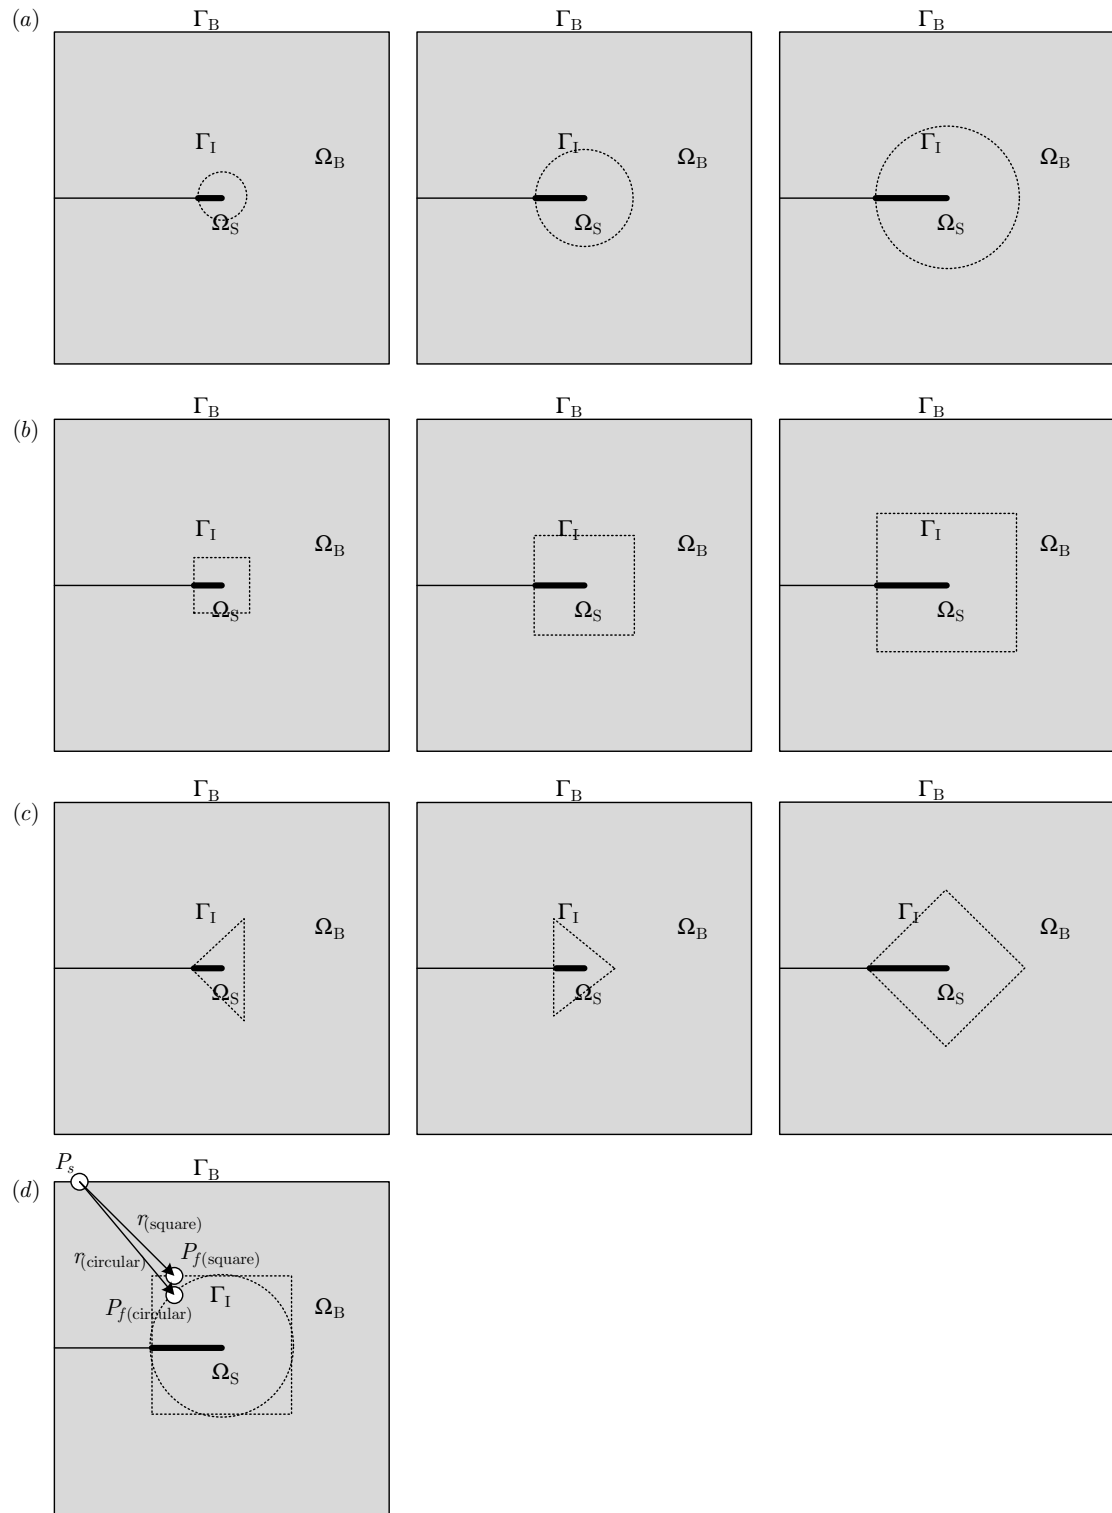 (a) Γ_B Γ_B Γ_B
Γ_I Γ_I Γ_I
Ω_B Ω_B Ω_B
Ω_S Ω_S Ω_S
(b) Γ_B Γ_B Γ_B
Γ_I Γ_I Γ_I
Ω_B Ω_B Ω_B
Ω_S Ω_S Ω_S
(c) Γ_B Γ_B Γ_B
Γ_I Γ_I Γ_I
Ω_B Ω_B Ω_B
Ω_S Ω_S Ω_S
P_s Γ_B
(d)
r_(square)
r_(circular) P_f(square)
P_f(circular) Γ_I Ω_B
Ω_S